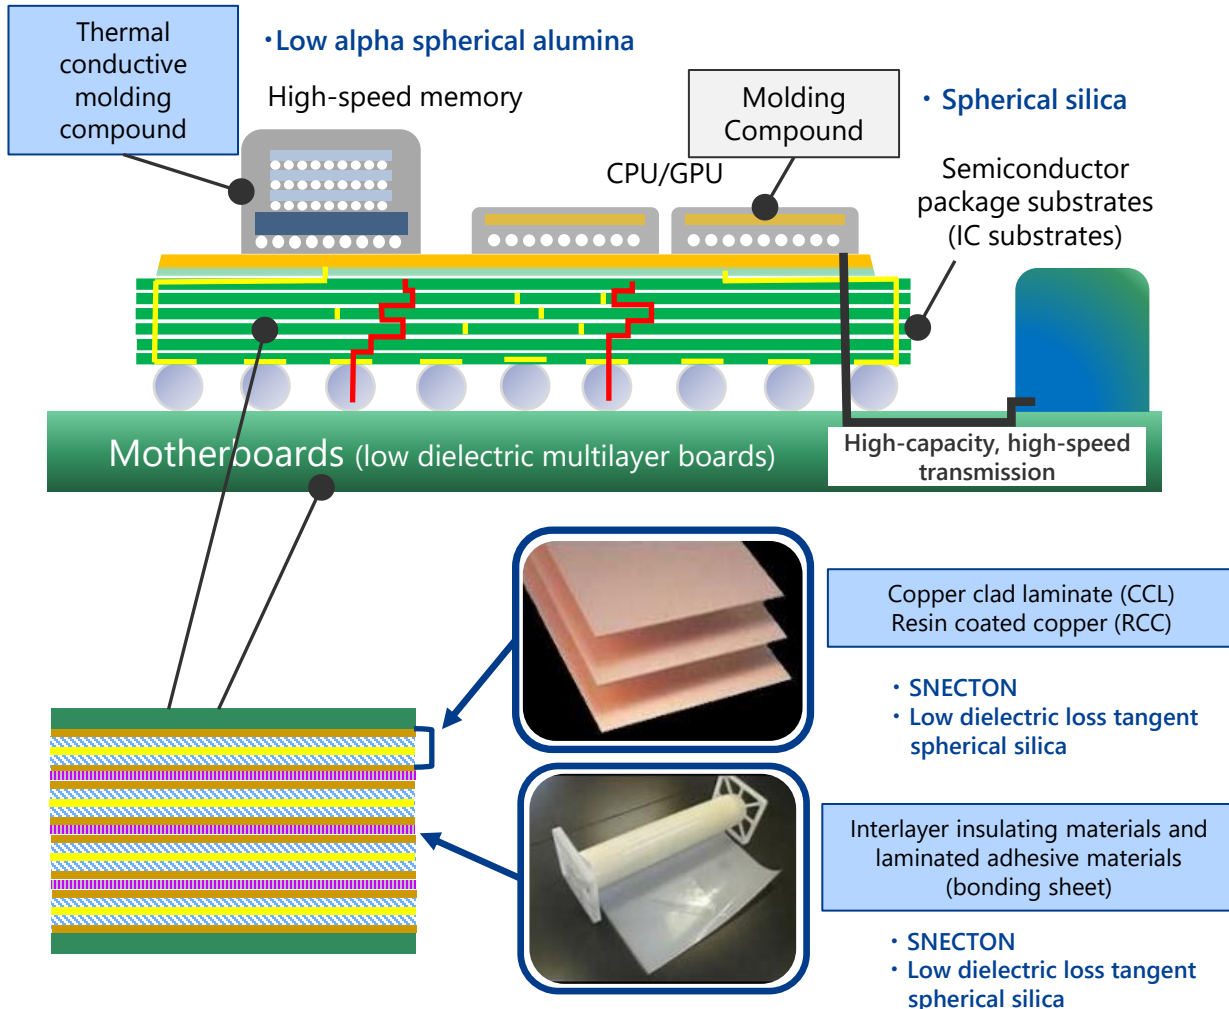 Thermal
conductive
molding
compound
・Low alpha spherical alumina
High-speed memory
Molding
Compound
・ Spherical silica
CPU/GPU
Semiconductor
package substrates
(IC substrates)
Motherboards (low dielectric multilayer boards)
High-capacity, high-speed
transmission
Copper clad laminate (CCL)
Resin coated copper (RCC)
・ SNECTON
・ Low dielectric loss tangent
spherical silica
Interlayer insulating materials and
laminated adhesive materials
(bonding sheet)
・ SNECTON
・ Low dielectric loss tangent
spherical silica